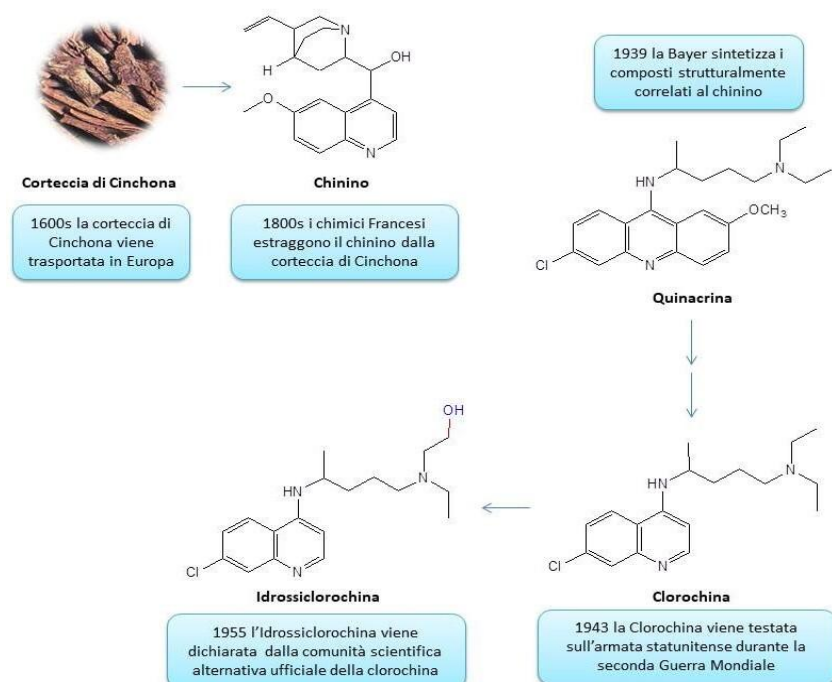 H
N
OH
O
N
Corteccia di Cinchona
Chinino
1600s la corteccia di
Cinchona viene
trasportata in Europa
1800s i chimici Francesi
estraggono il chinino dalla
corteccia di Cinchona
1939 la Bayer sintetizza i
composti strutturalmente
correlati al chinino
HN
N
OCH3
Cl
N
Quinacrina
OH
HN
N
Cl
N
Idrossiclorochina
1955 l'Idrossiclorochina viene
dichiarata dalla comunità scientifica
alternativa ufficiale della clorochina
HN
N
Cl
N
Clorochina
1943 la Clorochina viene testata
sull'armata statunitense durante la
seconda Guerra Mondiale